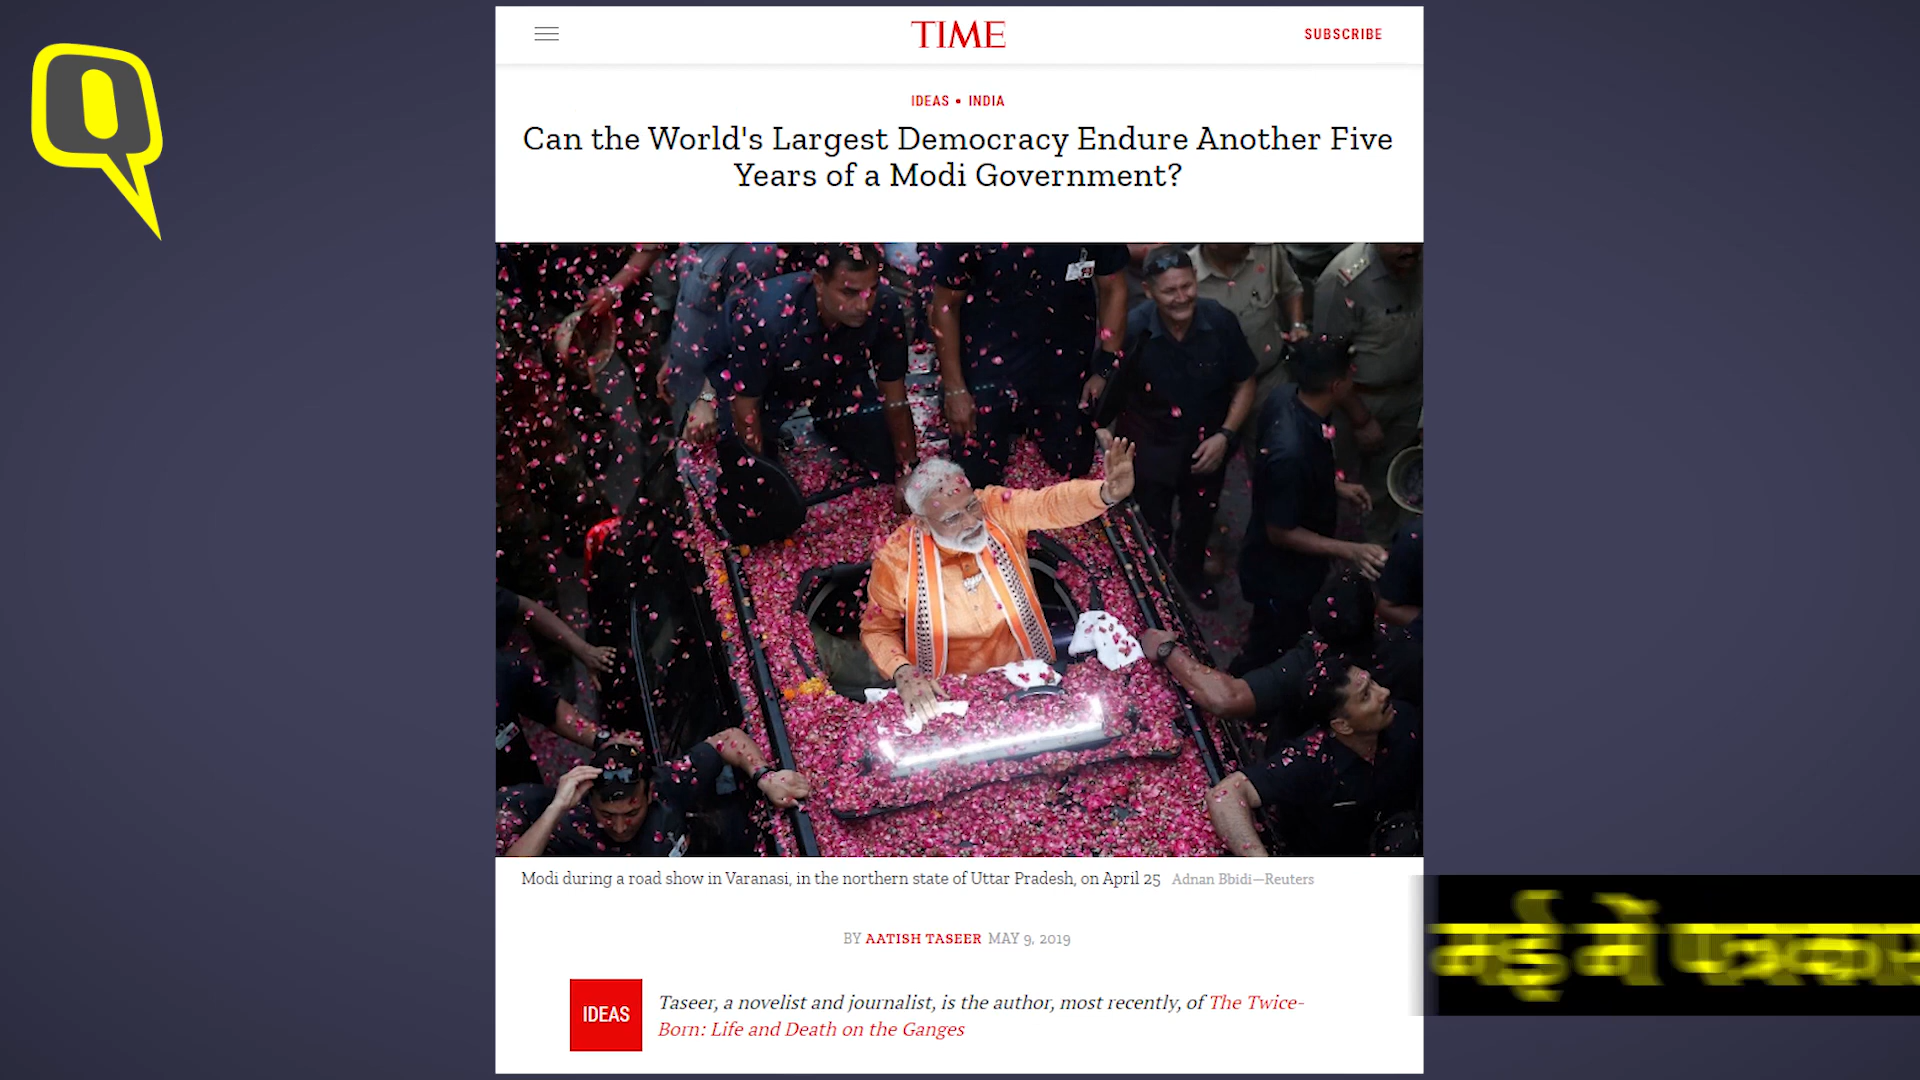 TIME
SUBSCRIBE
IDEAS • INDIA
Can the World's Largest Democracy Endure Another Five
Years of a Modi Government?
Modi during a road show in Varanasi, in the northern state of Uttar Pradesh, on April 25 Adnan Bbidi—Reuters
BY AATISH TASEER MAY 9, 2019
IDEAS
Taseer, a novelist and journalist, is the author, most recently, of The Twice-
Born: Life and Death on the Ganges